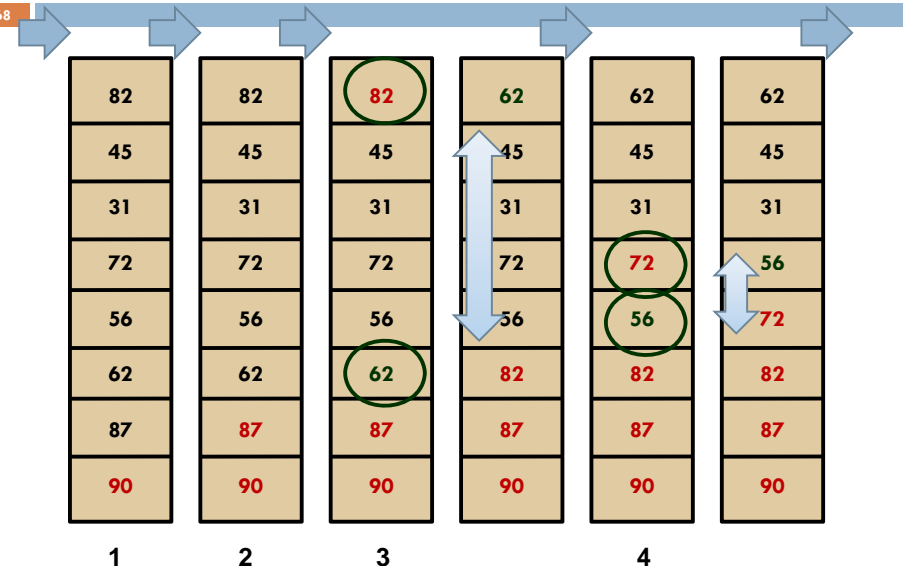 68
82 82 82 62 62 62
45 45 45 45 45 45
31 31 31 31 31 31
72 72 72 72 72 56
56 56 56 56 56 72
62 62 62 82 82 82
87 87 87 87 87 87
90 90 90 90 90 90
1 2 3 4